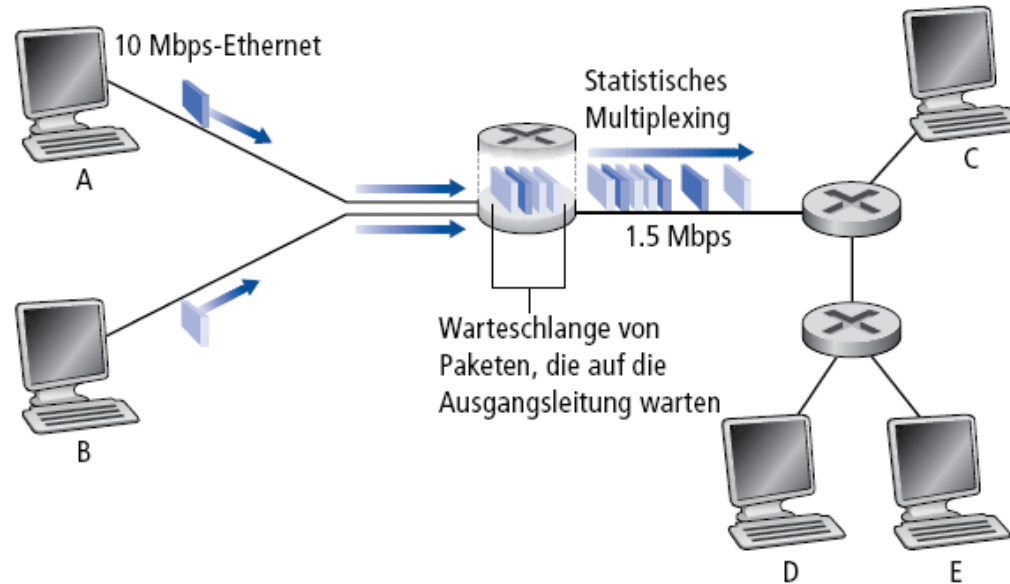 10 Mbps-Ethernet
A
Statistisches
Multiplexing
C
1.5 Mbps
B
Warteschlange von
Paketen, die auf die
Ausgangsleitung warten
D
E